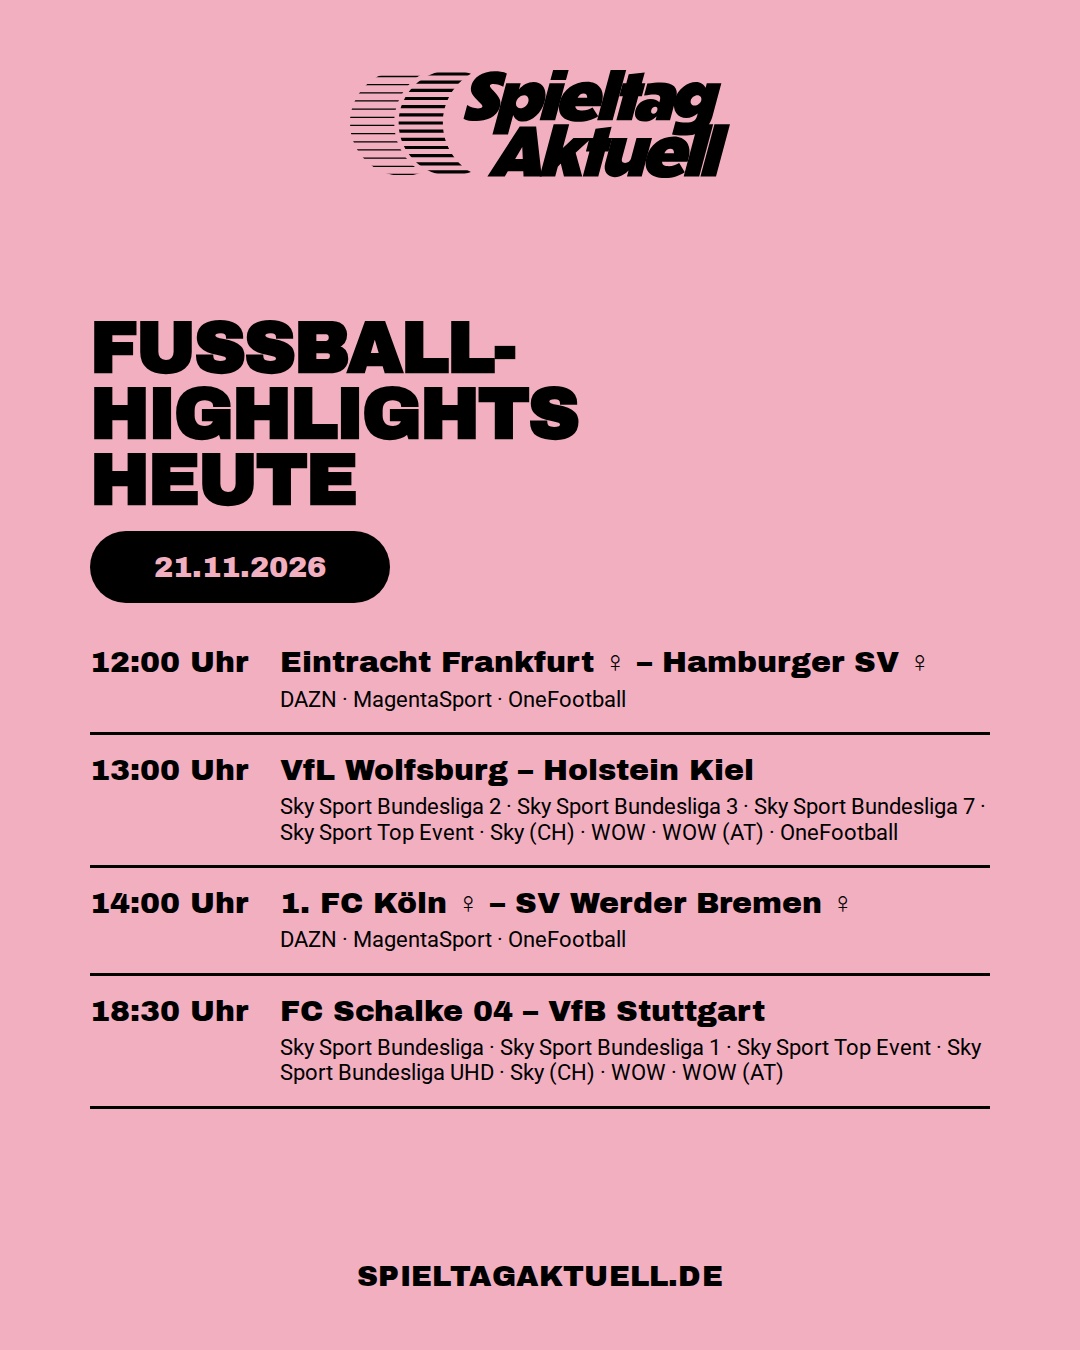 Spieltag
Aktuell
FUSSBALL-
HIGHLIGHTS
HEUTE
21.11.2026
12:00 Uhr Eintracht Frankfurt ♀ – Hamburger SV ♀
DAZN · MagentaSport · OneFootball
13:00 Uhr VfL Wolfsburg – Holstein Kiel
Sky Sport Bundesliga 2 · Sky Sport Bundesliga 3 · Sky Sport Bundesliga 7 ·
Sky Sport Top Event · Sky (CH) · WOW · WOW (AT) · OneFootball
14:00 Uhr 1. FC Köln ♀ – SV Werder Bremen ♀
DAZN · MagentaSport · OneFootball
18:30 Uhr FC Schalke 04 – VfB Stuttgart
Sky Sport Bundesliga · Sky Sport Bundesliga 1 · Sky Sport Top Event · Sky
Sport Bundesliga UHD · Sky (CH) · WOW · WOW (AT)
SPIELTAGAKTUELL.DE